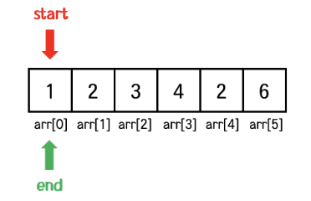 start
1 2 3 4 2 6
arr[0] arr[1] arr[2] arr[3] arr[4] arr[5]
end